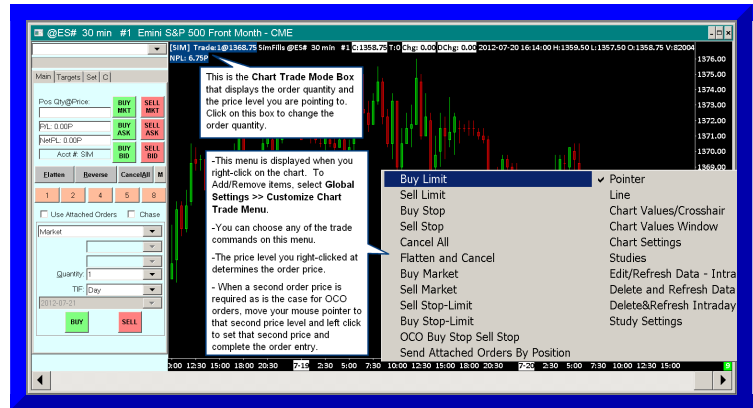 @ES# 30 min #1 Emini S&P 500 Front Month - CME
[SIM] Trade:1@1368.75 SimFills @ES# 30 min #1 C:1358.75 T:0 Chg: 0.00 DChg: 0.00 2012-07-20 16:14:00 H:1359.50 L:1357.50 O:1358.75 V:82004
NPL: 6.75P
Main Targets Set C
Pos Qty@Price:
BUY MKT
SELL MKT
P/L: 0.00P
BUY ASK
SELL ASK
NetPL: 0.00P
Acct #: SIM
BUY BID
SELL BID
Flatten Reverse CancelAll M
1 2 4 5 8
Use Attached Orders Chase
Market
Quantity: 1
TIF: Day
2012-07-21
BUY SELL
This is the Chart Trade Mode Box
that displays the order quantity and
the price level you are pointing to.
Click on this box to change the
order quantity.
-This menu is displayed when you
right-click on the chart. To
Add/Remove items, select Global
Settings >> Customize Chart
Trade Menu.
-You can choose any of the trade
commands on this menu.
-The price level you right-clicked at
determines the order price.
- When a second order price is
required as is the case for OCO
orders, move your mouse pointer to
that second price level and left click
to set that second price and
complete the order entry.
1376.00
1375.00
1374.00
1373.00
1372.00
1371.00
1370.00
1369.00
Buy Limit
Sell Limit
Buy Stop
Sell Stop
Cancel All
Flatten and Cancel
Buy Market
Sell Market
Sell Stop-Limit
Buy Stop-Limit
OCO Buy Stop Sell Stop
Send Attached Orders By Position
✓ Pointer
Line
Chart Values/Crosshair
Chart Values Window
Chart Settings
Studies
Edit/Refresh Data - Intra
Delete and Refresh Data
Delete&Refresh Intraday
Study Settings
0:00 12:30 15:00 18:00 20:30 7-19 2:30 5:00 7:30 10:00 12:30 15:00 18:00 20:30 7-20 2:30 5:00 7:30 10:00 12:30 15:00 9